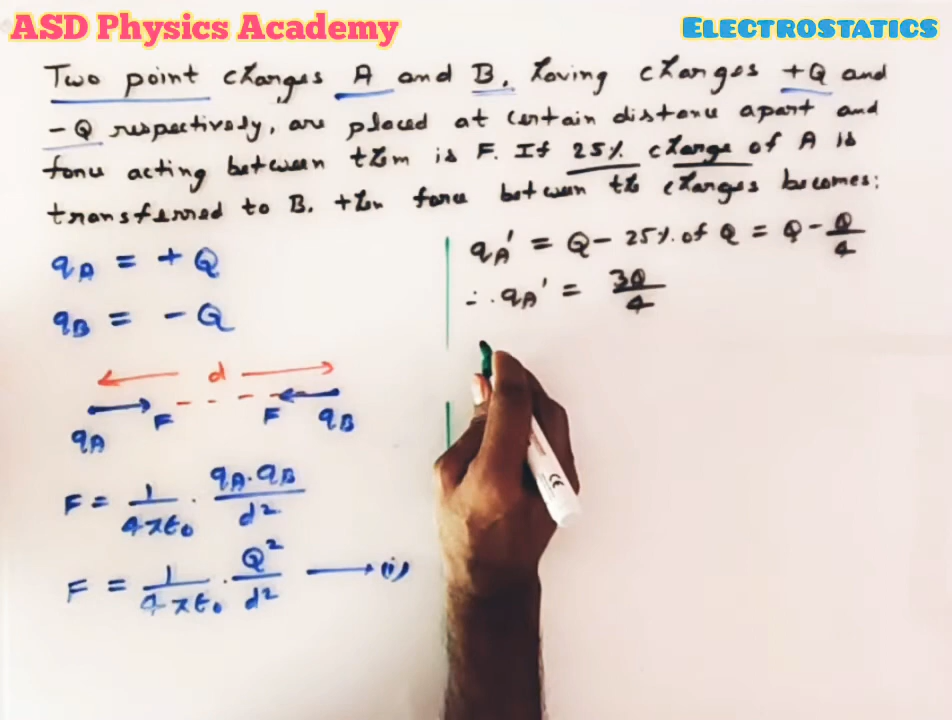 ASD Physics Academy
ELECTROSTATICS
Two point charges A and B, having charges +Q and
-Q respectively, are placed at certain distance apart and
force acting between them is F. If 25% charge of A is
transferred to B. then force between the charges becomes:
qA = + Q
qB = - Q
d
F F
qA qB
F = 1/4πε0 . qA.qB/d²
F = 1/4πε0 . Q²/d² → (i)
qA' = Q - 25% of Q = Q - Q/4
∴ qA' = 3Q/4